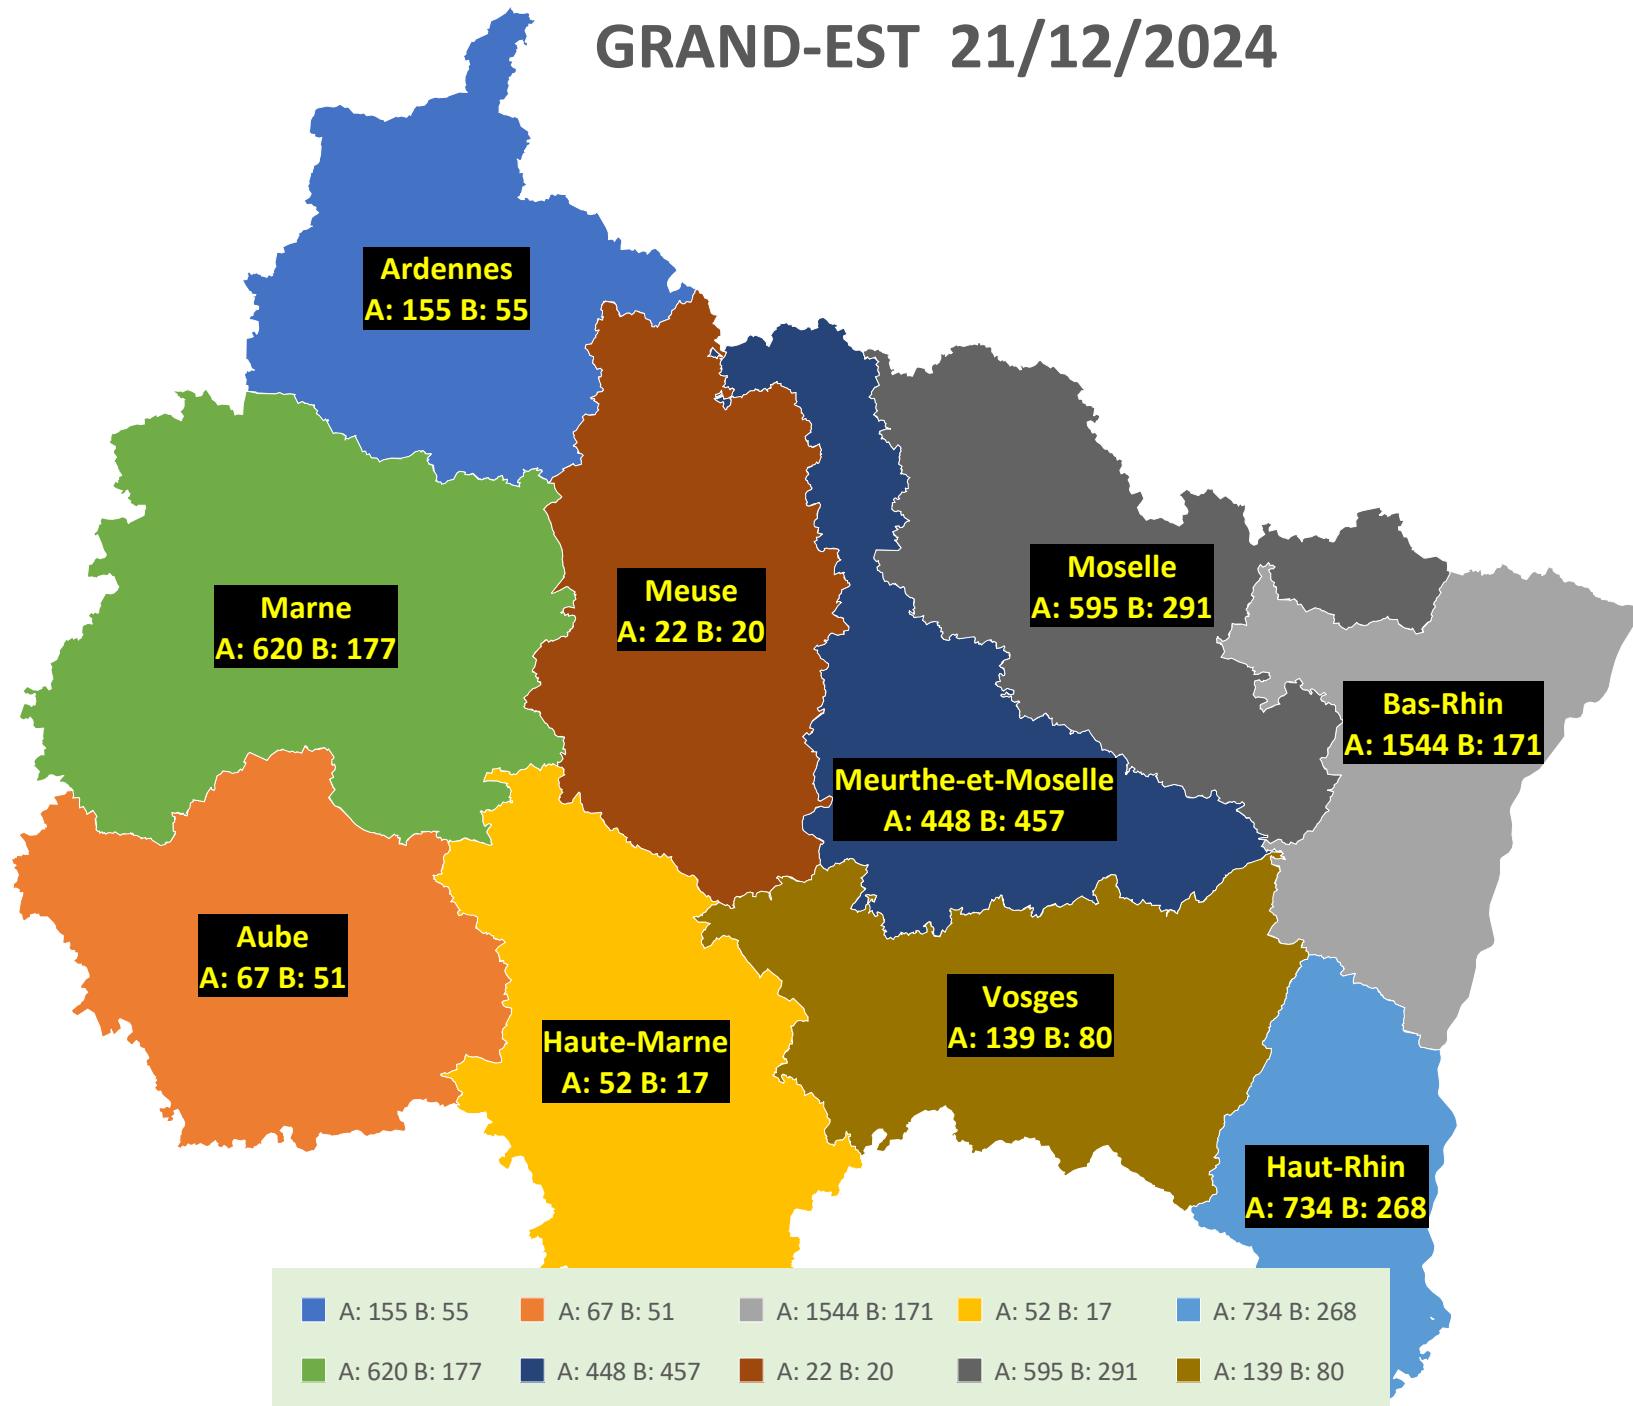 GRAND-EST 21/12/2024
Ardennes
A: 155 B: 55
Marne
A: 620 B: 177
Meuse
A: 22 B: 20
Moselle
A: 595 B: 291
Bas-Rhin
A: 1544 B: 171
Meurthe-et-Moselle
A: 448 B: 457
Aube
A: 67 B: 51
Haute-Marne
A: 52 B: 17
Vosges
A: 139 B: 80
Haut-Rhin
A: 734 B: 268
A: 155 B: 55 A: 67 B: 51 A: 1544 B: 171 A: 52 B: 17 A: 734 B: 268
A: 620 B: 177 A: 448 B: 457 A: 22 B: 20 A: 595 B: 291 A: 139 B: 80